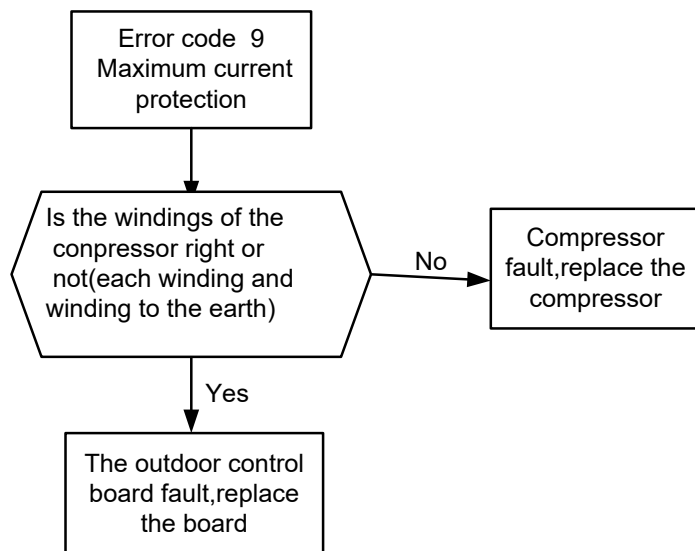 Error code  9
Maximum current
protection
Is the windings of the
conpressor right or
not(each winding and
winding to the earth)
No
Compressor
fault,replace the
compressor
Yes
The outdoor control
board fault,replace
the board